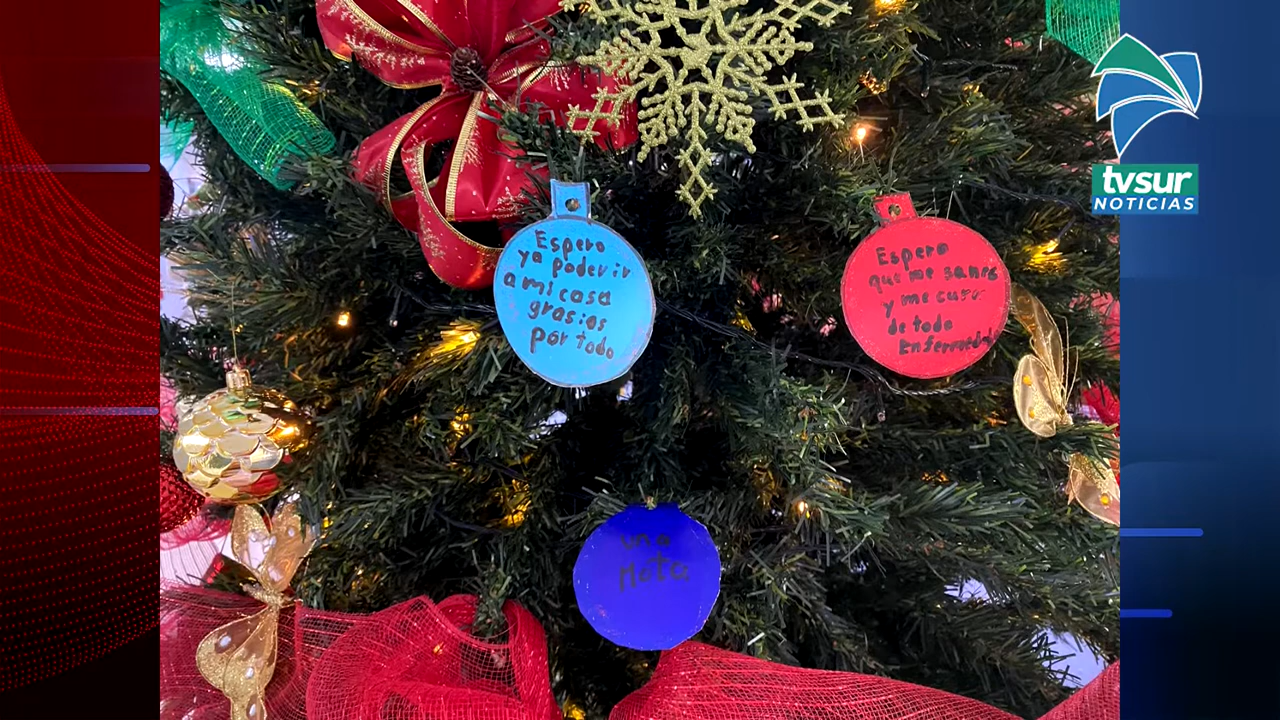 tvsur
NOTICIAS
Espero
ya poder ir
a mi casa
grasias
por todo
Espero
que me sanes
y me cures
de toda
Enfermedad
una
Moto